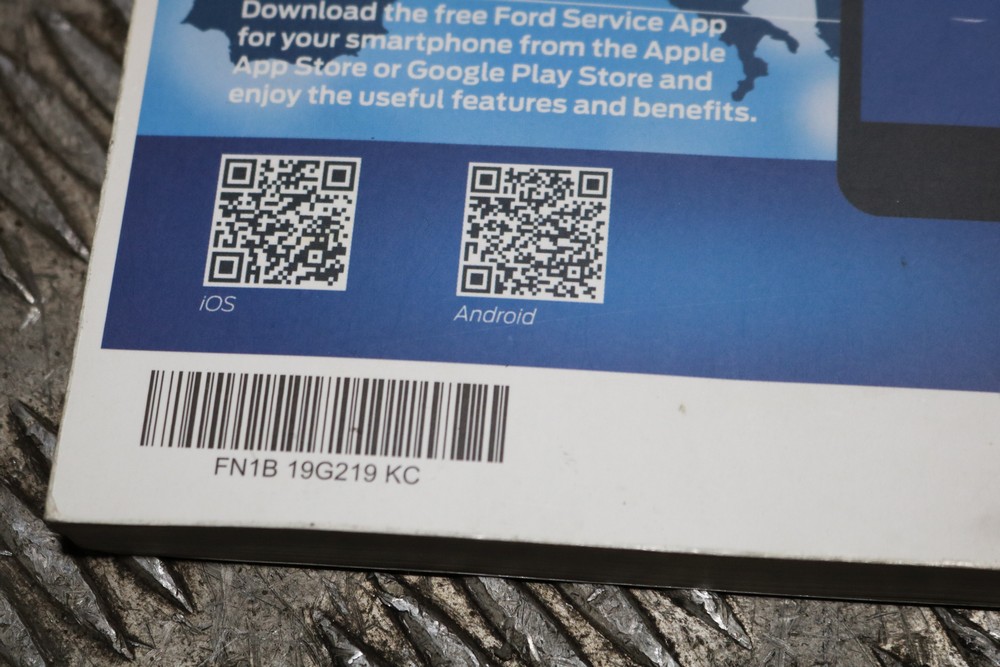 Download the free Ford Service App
for your smartphone from the Apple
App Store or Google Play Store and
enjoy the useful features and benefits.
iOS
Android
FN1B 19G219 KC